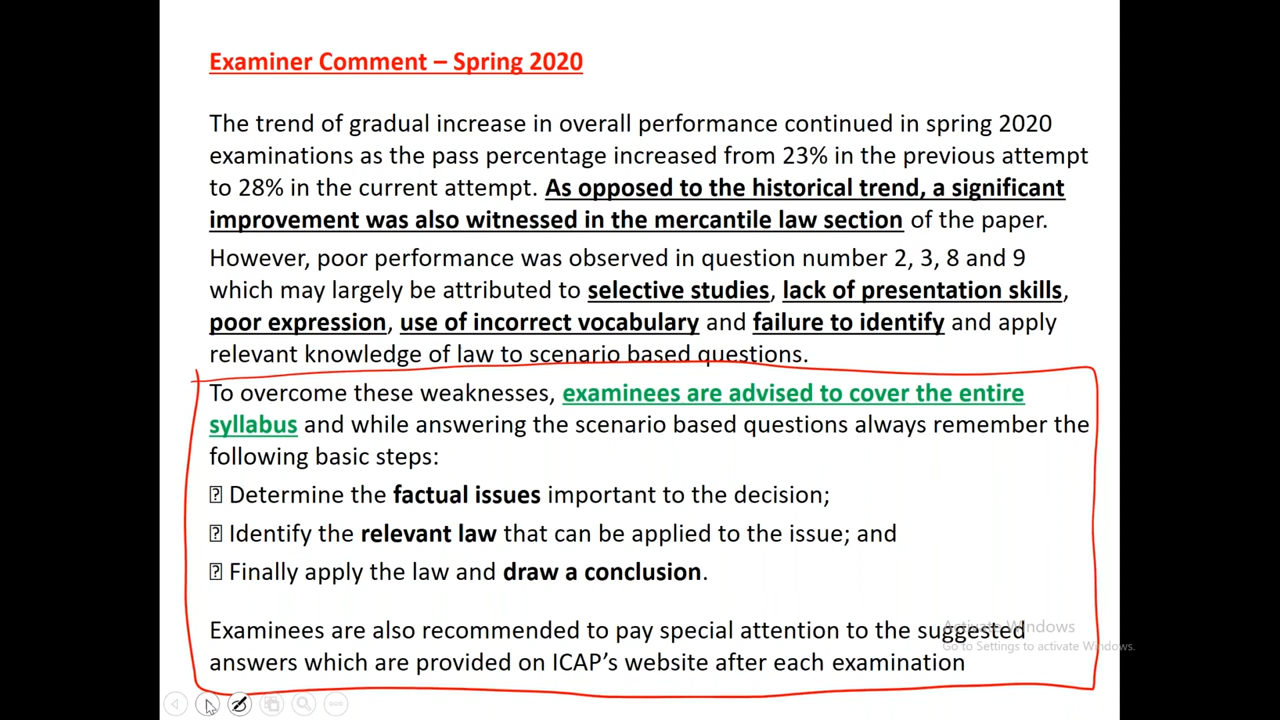 Examiner Comment – Spring 2020
The trend of gradual increase in overall performance continued in spring 2020
examinations as the pass percentage increased from 23% in the previous attempt
to 28% in the current attempt. As opposed to the historical trend, a significant
improvement was also witnessed in the mercantile law section of the paper.
However, poor performance was observed in question number 2, 3, 8 and 9
which may largely be attributed to selective studies, lack of presentation skills,
poor expression, use of incorrect vocabulary and failure to identify and apply
relevant knowledge of law to scenario based questions.
To overcome these weaknesses, examinees are advised to cover the entire
syllabus and while answering the scenario based questions always remember the
following basic steps:
⍰ Determine the factual issues important to the decision;
⍰ Identify the relevant law that can be applied to the issue; and
⍰ Finally apply the law and draw a conclusion.
Examinees are also recommended to pay special attention to the suggested
answers which are provided on ICAP’s website after each examination
Activate Windows
Go to Settings to activate Windows.